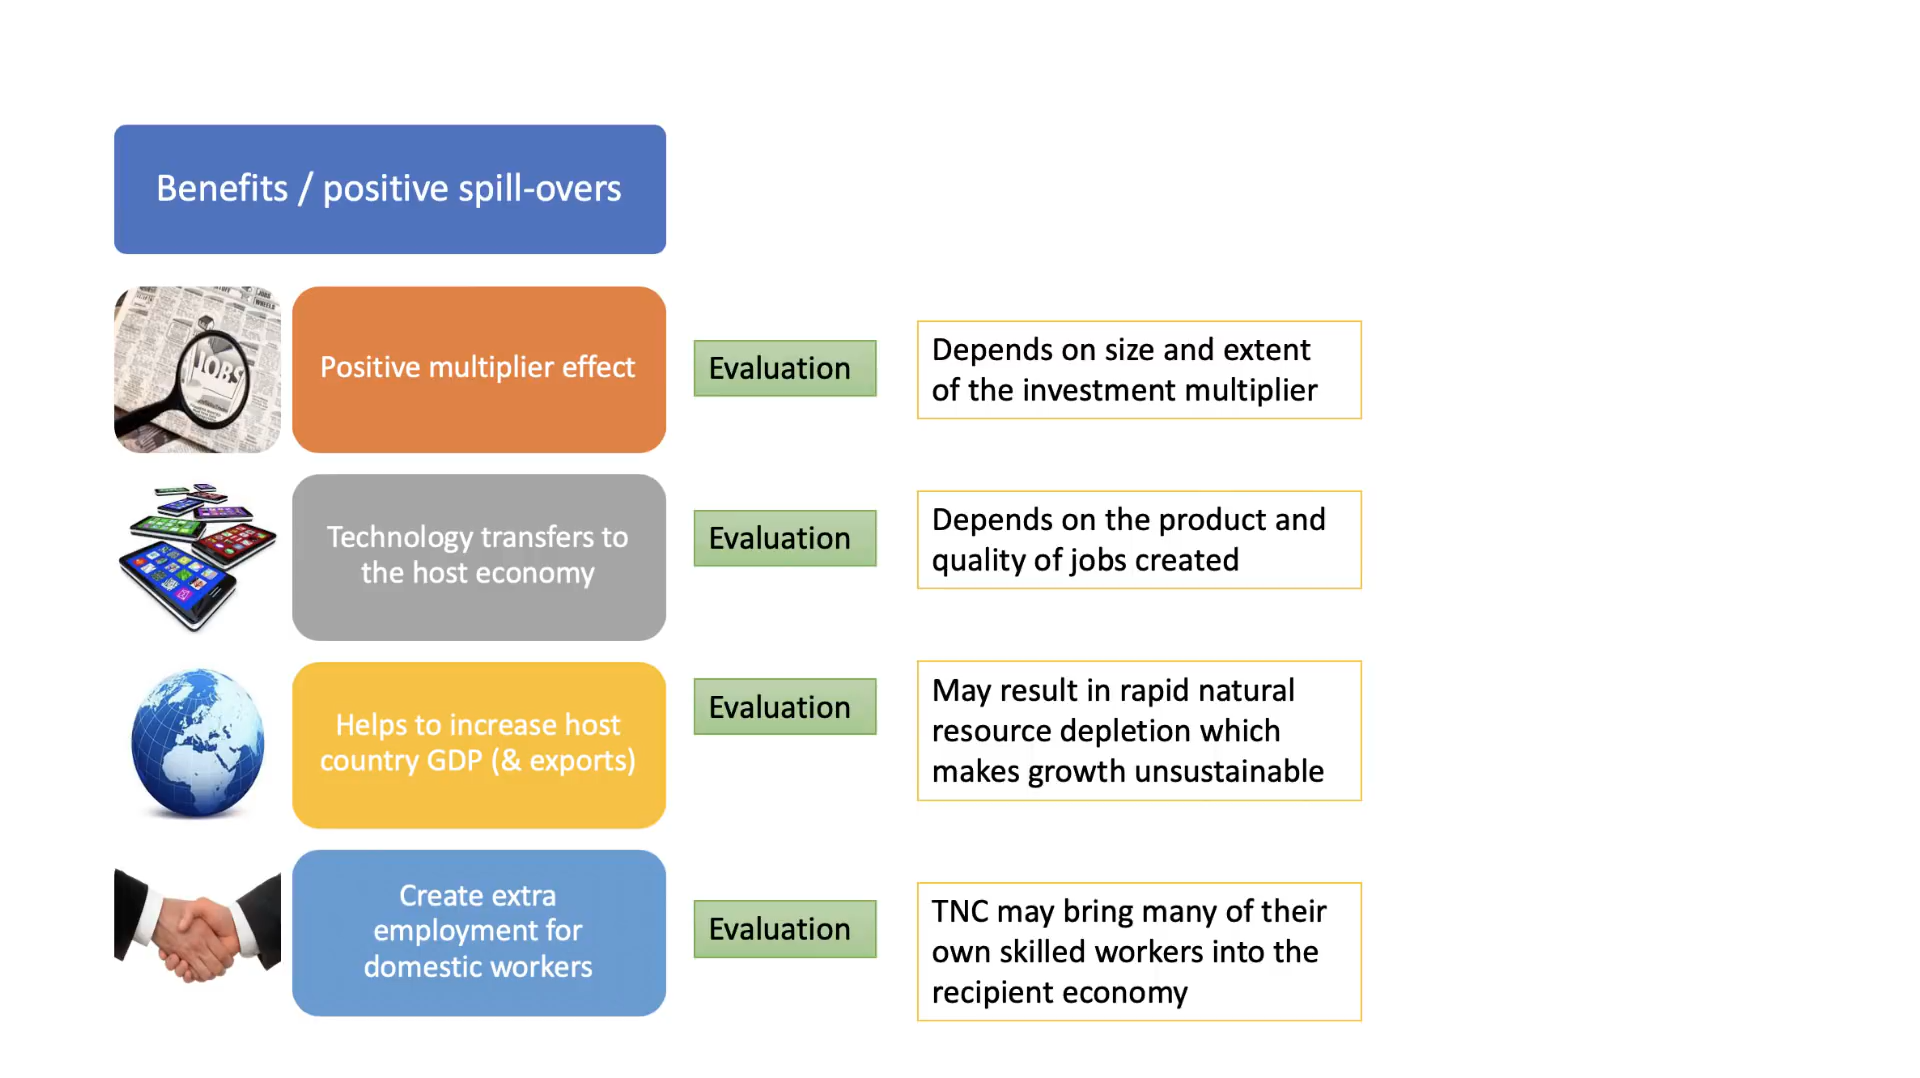 Benefits / positive spill-overs
JOBS
Positive multiplier effect
Evaluation
Depends on size and extent
of the investment multiplier
Technology transfers to
the host economy
Evaluation
Depends on the product and
quality of jobs created
Helps to increase host
country GDP (& exports)
Evaluation
May result in rapid natural
resource depletion which
makes growth unsustainable
Create extra
employment for
domestic workers
Evaluation
TNC may bring many of their
own skilled workers into the
recipient economy